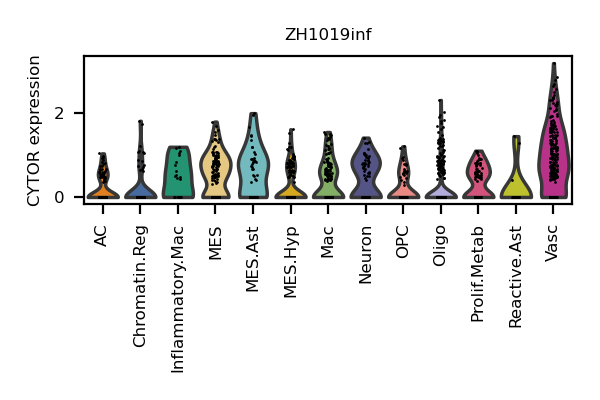 ZH1019inf
CYTOR expression
2
0
AC
Chromatin.Reg
Inflammatory.Mac
MES
MES.Ast
MES.Hyp
Mac
Neuron
OPC
Oligo
Prolif.Metab
Reactive.Ast
Vasc